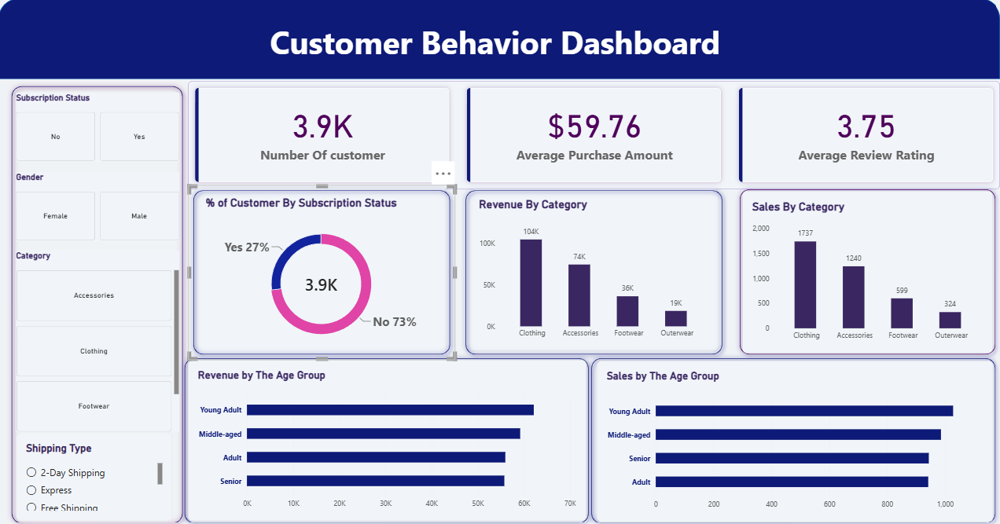 Customer Behavior Dashboard
Subscription Status
No
Yes
Gender
Female
Male
Category
Accessories
Clothing
Footwear
Shipping Type
2-Day Shipping
Express
Free Shipping
3.9K
Number Of customer
$59.76
Average Purchase Amount
3.75
Average Review Rating
% of Customer By Subscription Status
Yes 27%
3.9K
No 73%
Revenue By Category
100K
50K
0K
104K
74K
36K
19K
Clothing
Accessories
Footwear
Outerwear
Sales By Category
2,000
1,500
1,000
500
0
1737
1240
599
324
Clothing
Accessories
Footwear
Outerwear
Revenue by The Age Group
Young Adult
Middle-aged
Adult
Senior
0K 10K 20K 30K 40K 50K 60K 70K
Sales by The Age Group
Young Adult
Middle-aged
Senior
Adult
0 200 400 600 800 1,000